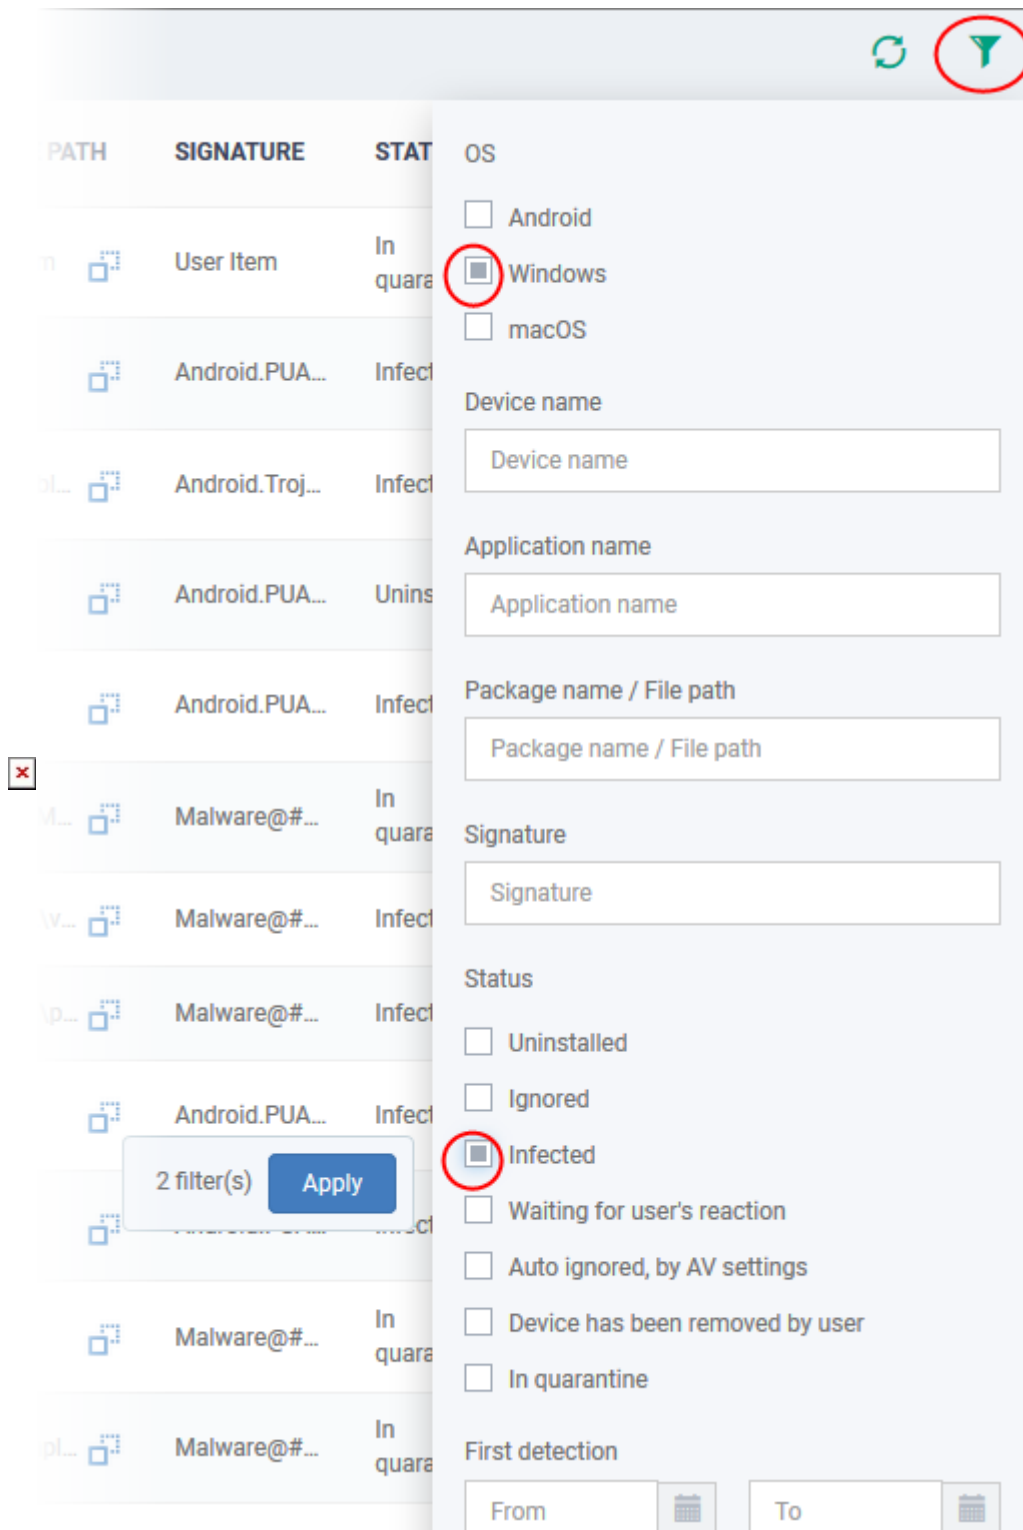 PATH SIGNATURE STAT
User Item In quara
Android.PUA... Infect
Android.Troj... Infect
Android.PUA... Unins
Android.PUA... Infect
Malware@#... In quara
Malware@#... Infect
Malware@#... Infect
Android.PUA... Infect
2 filter(s) Apply
Malware@#... In quara
Malware@#... In quara
OS
Android
Windows
macOS
Device name
Device name
Application name
Application name
Package name / File path
Package name / File path
Signature
Signature
Status
Uninstalled
Ignored
Infected
Waiting for user's reaction
Auto ignored, by AV settings
Device has been removed by user
In quarantine
First detection
From To